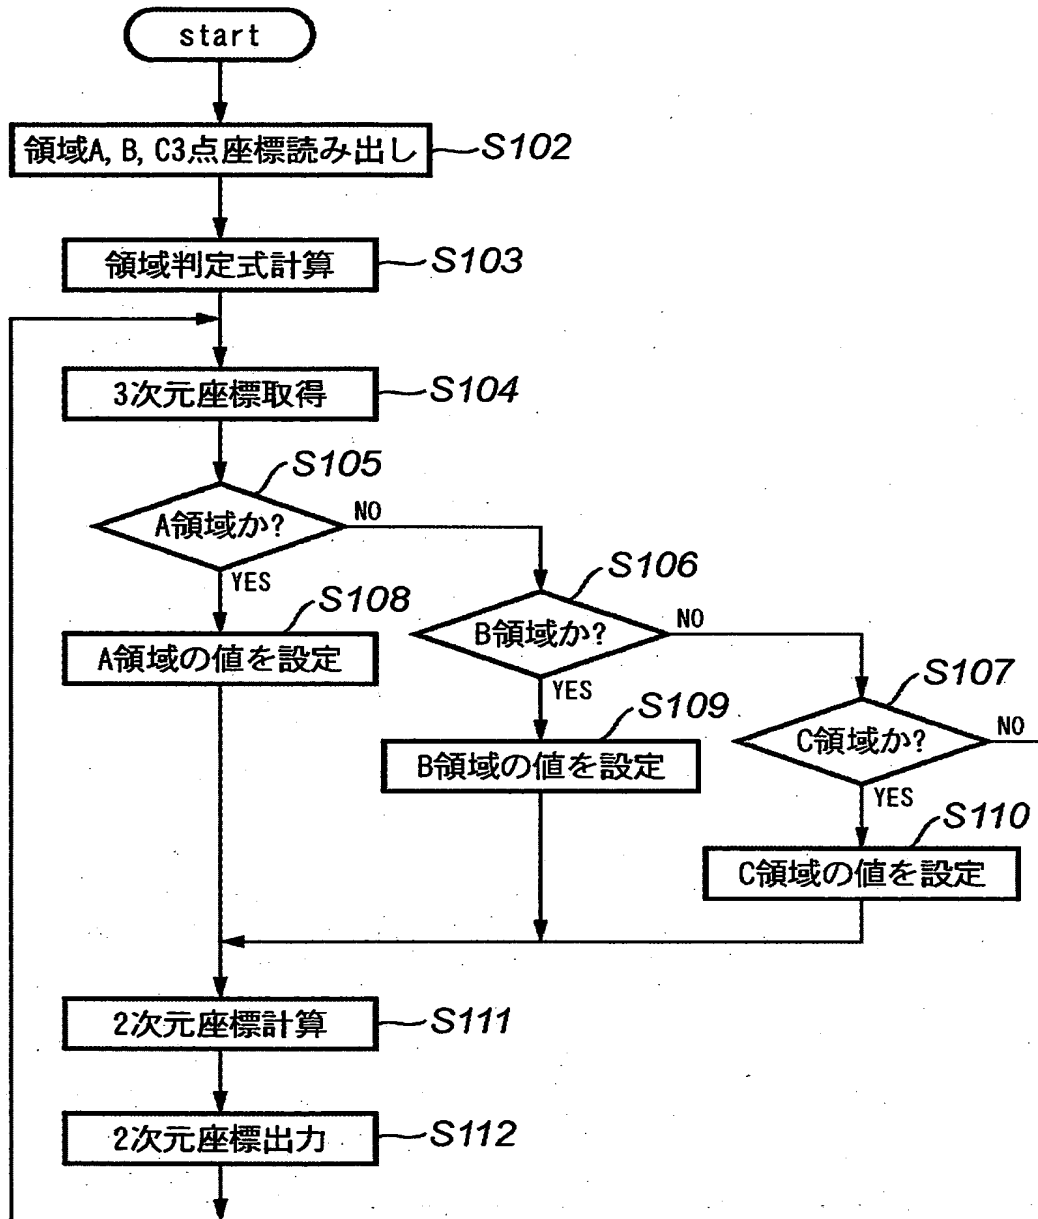 start
領域A, B, C3点座標読み出し
S102
領域判定式計算
S103
3次元座標取得
S104
S105
A領域か?
NO
YES
S106
B領域か?
NO
YES
S108
A領域の値を設定
S107
C領域か?
NO
YES
S109
B領域の値を設定
S110
C領域の値を設定
2次元座標計算
S111
2次元座標出力
S112